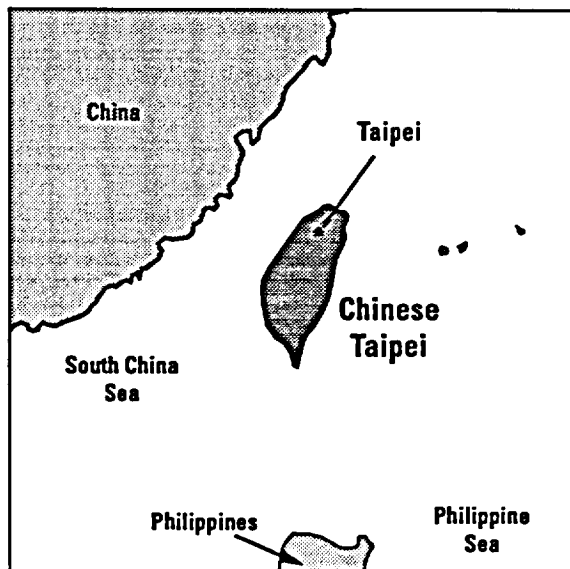 China
Taipei
Chinese
Taipei
South China
Sea
Philippines
Philippine
Sea